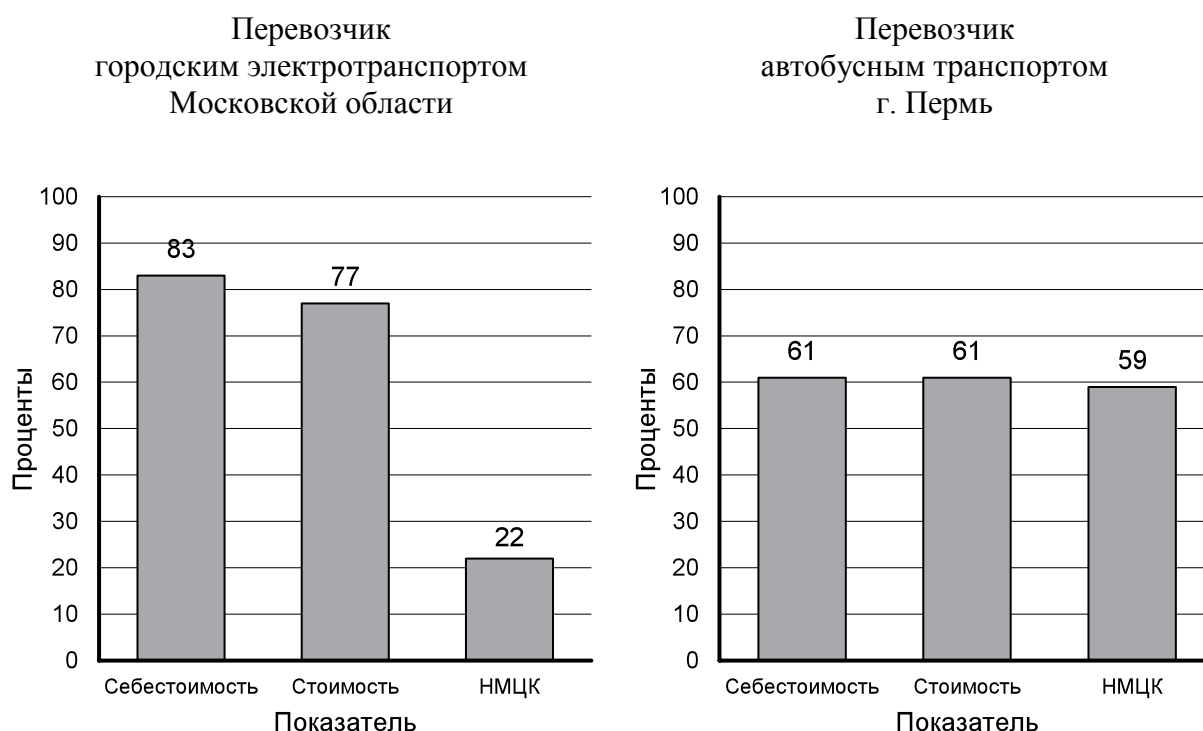 Перевозчик
городским электротранспортом
Московской области
100
90
80
70
60
50
40
30
20
10
0
Проценты
83
77
22
Себестоимость
Стоимость
НМЦК
Показатель
Перевозчик
автобусным транспортом
г. Пермь
100
90
80
70
60
50
40
30
20
10
0
Проценты
61
61
59
Себестоимость
Стоимость
НМЦК
Показатель